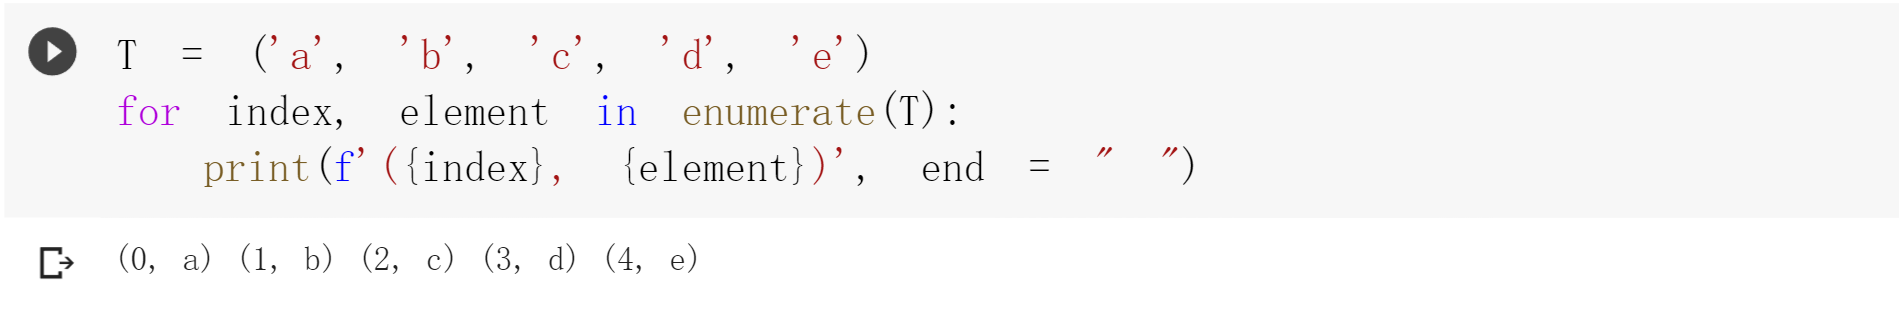 T = ('a', 'b', 'c', 'd', 'e')
for index, element in enumerate(T):
    print(f'({index}, {element})', end = " ")
(0, a) (1, b) (2, c) (3, d) (4, e)